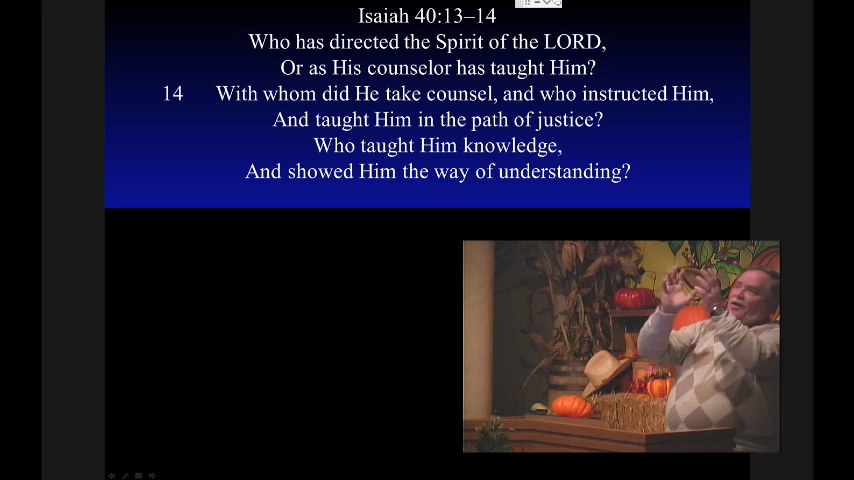 Isaiah 40:13–14
Who has directed the Spirit of the LORD,
Or as His counselor has taught Him?
14 With whom did He take counsel, and who instructed Him,
And taught Him in the path of justice?
Who taught Him knowledge,
And showed Him the way of understanding?